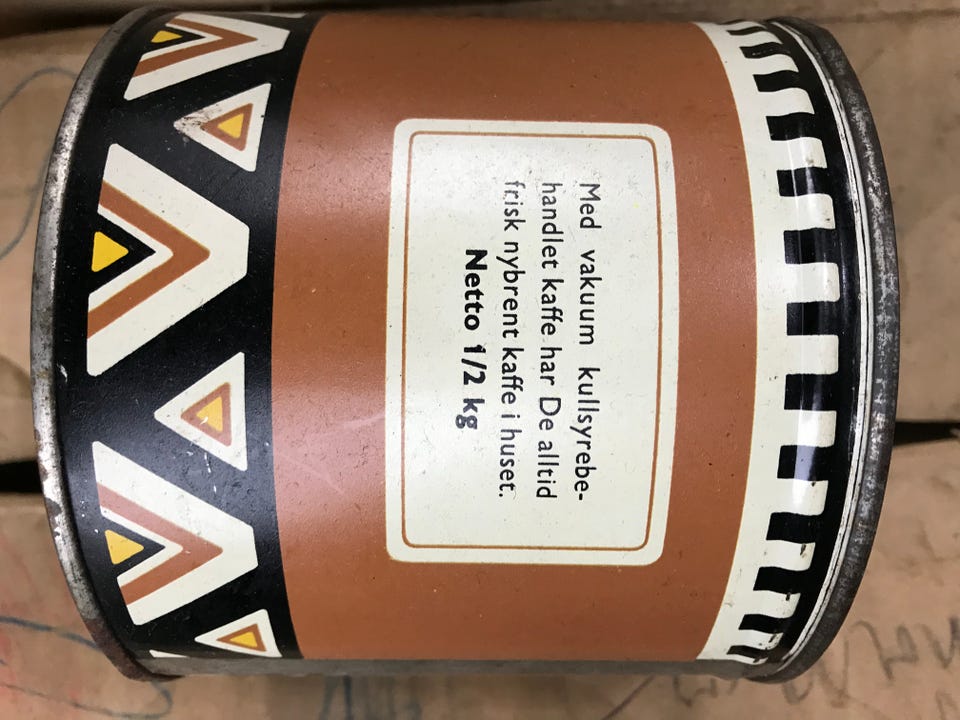 Med vakuum kullsyrebe-
handlet kaffe har De alltid
frisk nybrent kaffe i huset.
Netto 1/2 kg